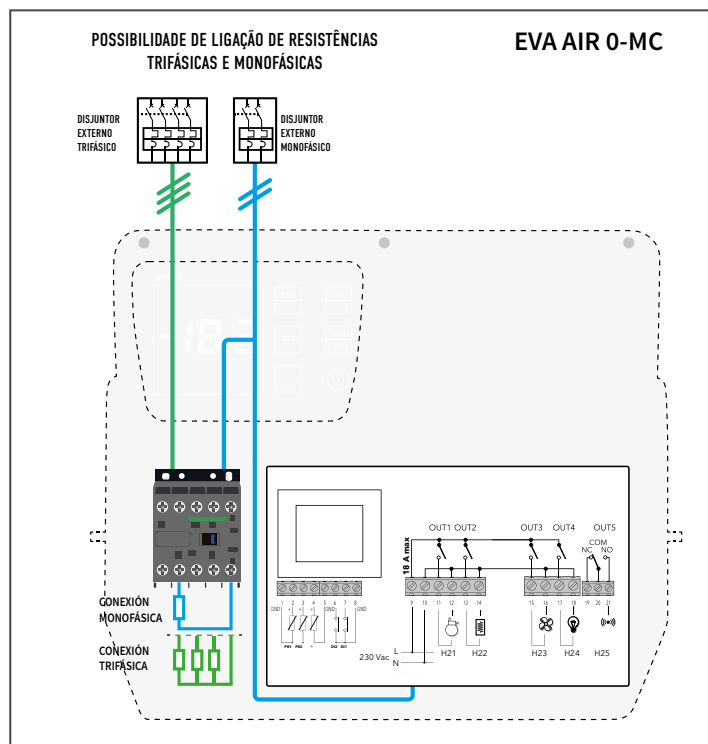 POSSIBILIDADE DE LIGAÇÃO DE RESISTÊNCIAS
TRIFÁSICAS E MONOFÁSICAS
EVA AIR 0-MC
DISJUNTOR
EXTERNO
TRIFÁSICO
DISJUNTOR
EXTERNO
MONOFÁSICO
-18.2
SET
18 A max
OUT1 OUT2 OUT3 OUT4 OUT5
COM
NC NO
1 2 3 4 5 6 7 8
9 10 11 12 13 14
15 16 17 18 19 20 21
GND + + + GND GND
PB1 PB2 + DI2 DI1
230 Vac
L
N
H21 H22 H23 H24 H25
CONEXIÓN
MONOFÁSICA
CONEXIÓN
TRIFÁSICA